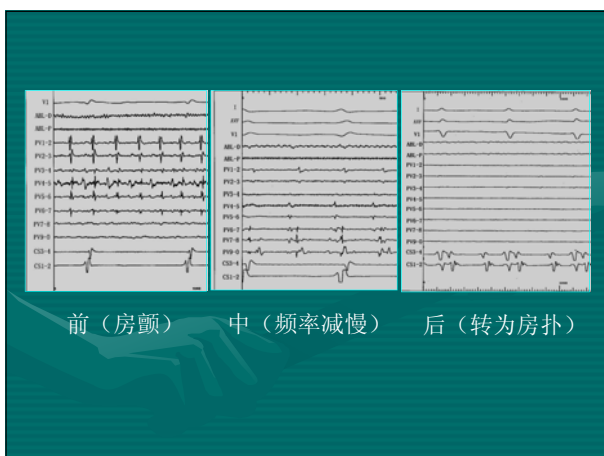 V1
ABL-D
ABL-P
PV1-2
PV2-3
PV3-4
PV4-5
PV5-6
PV6-7
PV7-8
PV9-0
CS3-4
CS1-2
I
AVF
V1
ABL-D
ABL-P
PV1-2
PV2-3
PV3-4
PV4-5
PV5-6
PV6-7
PV7-8
PV9-0
CS3-4
CS1-2
I
AVF
V1
ABL-D
ABL-P
PV1-2
PV2-3
PV3-4
PV4-5
PV5-6
PV6-7
PV7-8
PV9-0
CS3-4
CS1-2
前（房颤）
中（频率减慢）
后（转为房扑）